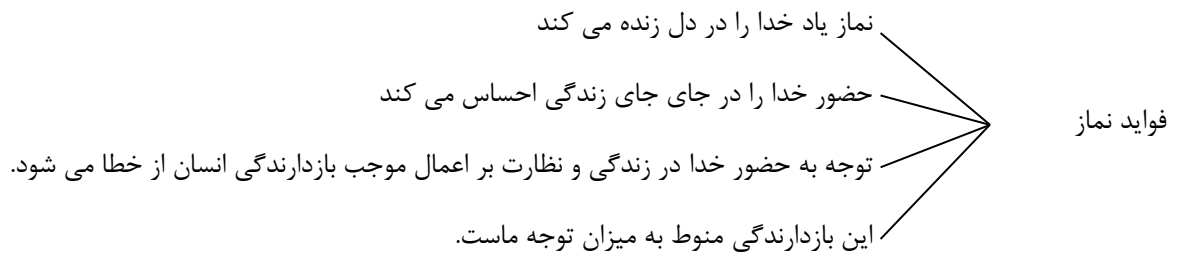 نماز یاد خدا را در دل زنده می کند
حضور خدا را در جای جای زندگی احساس می کند
فواید نماز
توجه به حضور خدا در زندگی و نظارت بر اعمال موجب بازدارندگی انسان از خطا می شود.
این بازدارندگی منوط به میزان توجه ماست.